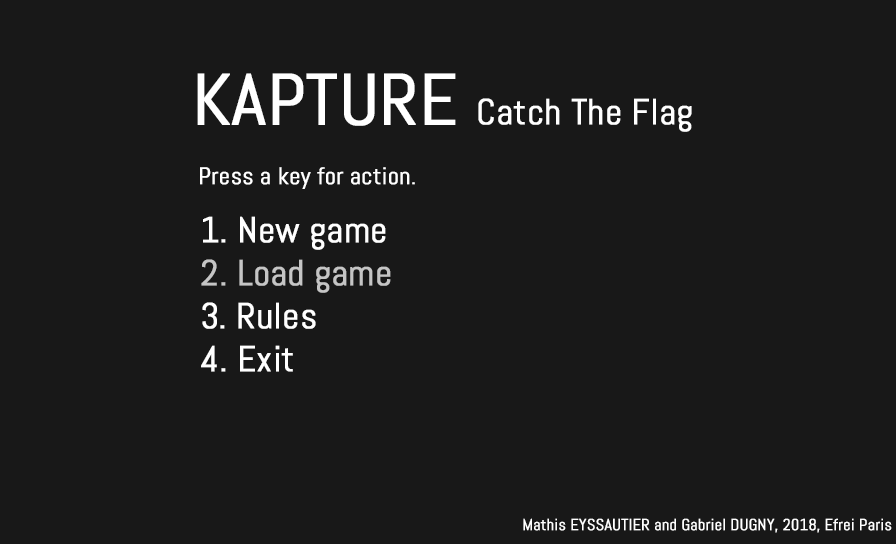 KAPTURE Catch The Flag
Press a key for action.
1. New game
2. Load game
3. Rules
4. Exit
Mathis EYSSAUTIER and Gabriel DUGNY, 2018, Efrei Paris